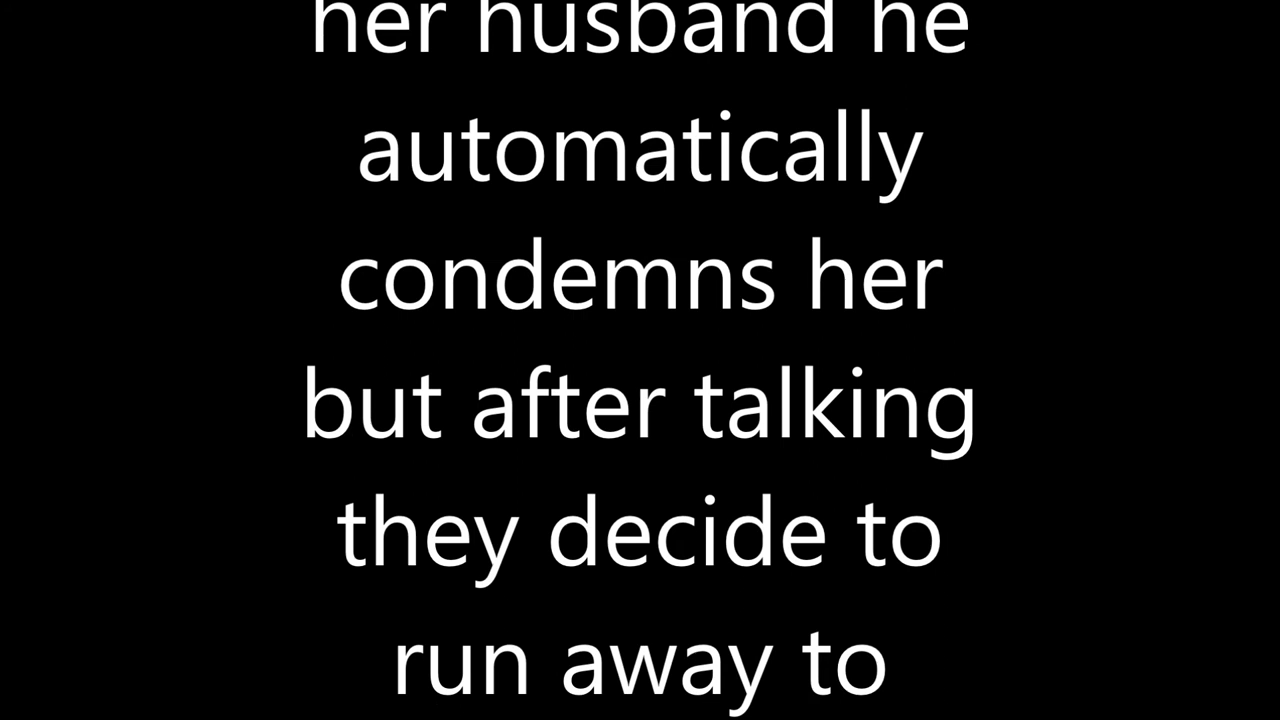 her husband he
automatically
condemns her
but after talking
they decide to
run away to